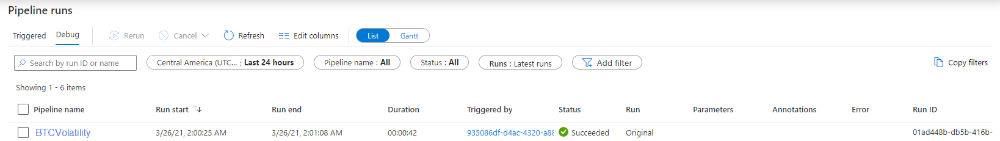 Pipeline runs
Triggered Debug Rerun Cancel Refresh Edit columns List Gantt
Search by run ID or name Central America (UTC... : Last 24 hours Pipeline name : All Status : All Runs : Latest runs Add filter Copy filters
Showing 1 - 6 items
Pipeline name Run start Run end Duration Triggered by Status Run Parameters Annotations Error Run ID
BTCVolatility 3/26/21, 2:00:25 AM 3/26/21, 2:01:08 AM 00:00:42 935086df-d4ac-4320-a88 Succeeded Original 01ad448b-db5b-416b-